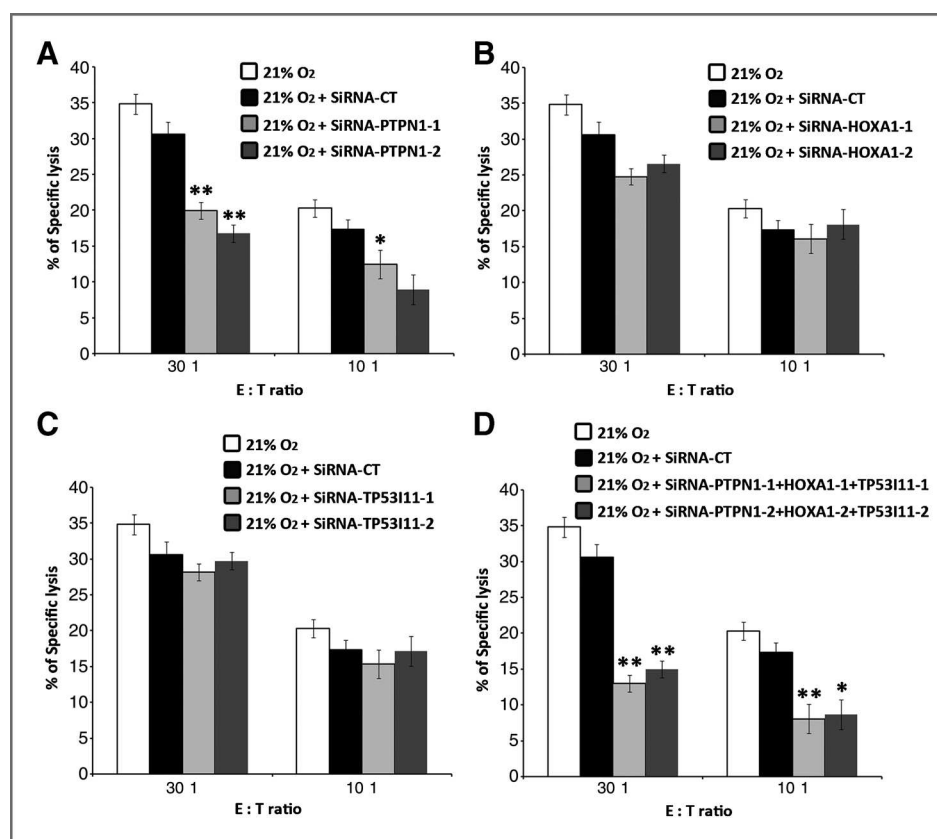 A
21% O₂
21% O₂ + SiRNA-CT
21% O₂ + SiRNA-PTPN1-1
21% O₂ + SiRNA-PTPN1-2
% of Specific lysis
40
35
30
25
20
15
10
5
0
**
**
*
30 1
10 1
E : T ratio
B
21% O₂
21% O₂ + SiRNA-CT
21% O₂ + SiRNA-HOXA1-1
21% O₂ + SiRNA-HOXA1-2
% of Specific lysis
40
35
30
25
20
15
10
5
0
30 1
10 1
E : T ratio
C
21% O₂
21% O₂ + SiRNA-CT
21% O₂ + SiRNA-TP53I11-1
21% O₂ + SiRNA-TP53I11-2
% of Specific lysis
40
35
30
25
20
15
10
5
0
30 1
10 1
E : T ratio
D
21% O₂
21% O₂ + SiRNA-CT
21% O₂ + SiRNA-PTPN1-1+HOXA1-1+TP53I11-1
21% O₂ + SiRNA-PTPN1-2+HOXA1-2+TP53I11-2
% of Specific lysis
40
35
30
25
20
15
10
5
0
**
**
**
*
30 1
10 1
E : T ratio